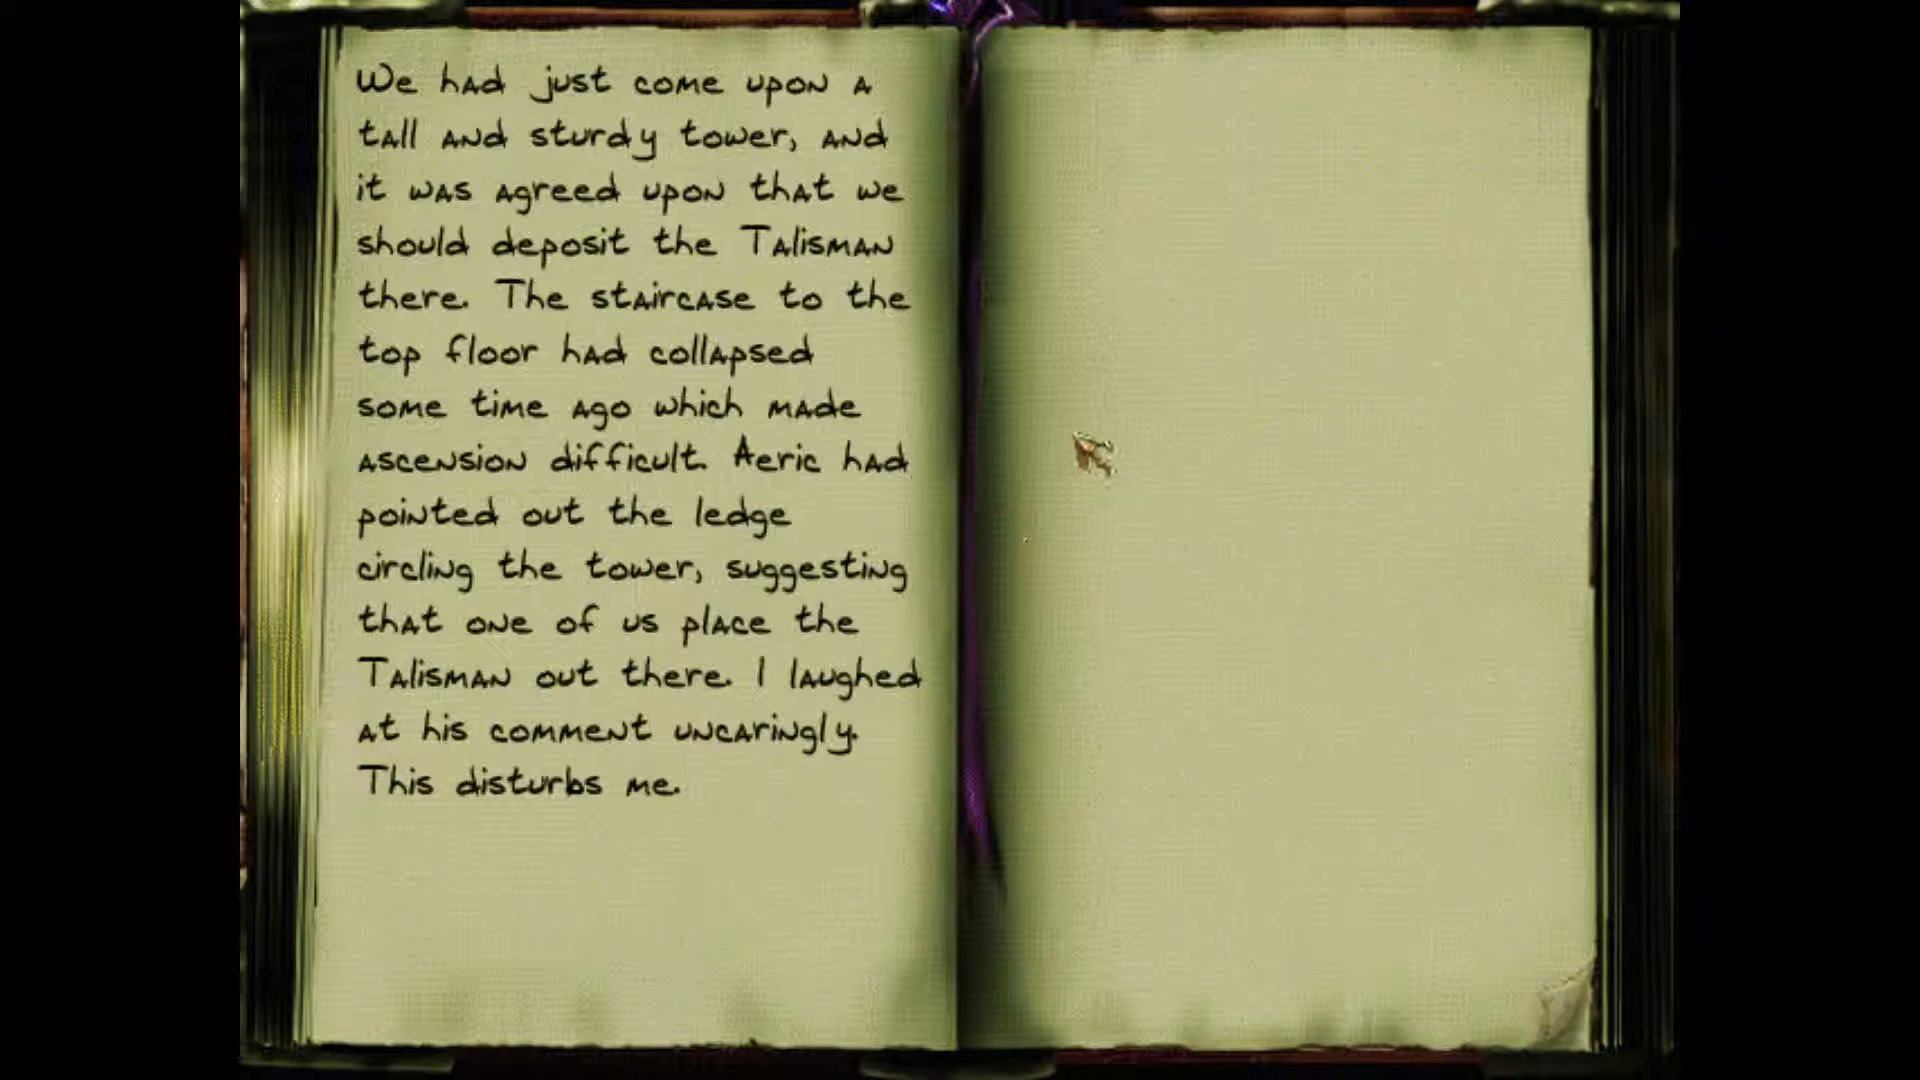 We had just come upon a
tall and sturdy tower, and
it was agreed upon that we
should deposit the Talisman
there. The staircase to the
top floor had collapsed
some time ago which made
ascension difficult. Aeric had
pointed out the ledge
circling the tower, suggesting
that one of us place the
Talisman out there. I laughed
at his comment uncaringly.
This disturbs me.